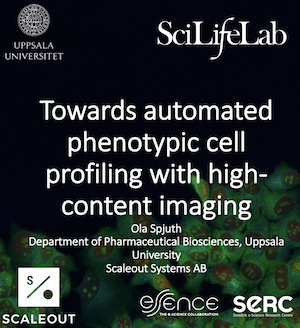 UPPSALA
UNIVERSITET
SciLifeLab
Towards automated
phenotypic cell
profiling with high-
content imaging
Ola Spjuth
Department of Pharmaceutical Biosciences, Uppsala
University
Scaleout Systems AB
S
SCALEOUT
eSSENCE
THE E-SCIENCE COLLABORATION
SERC
Swedish e-Science Research Centre